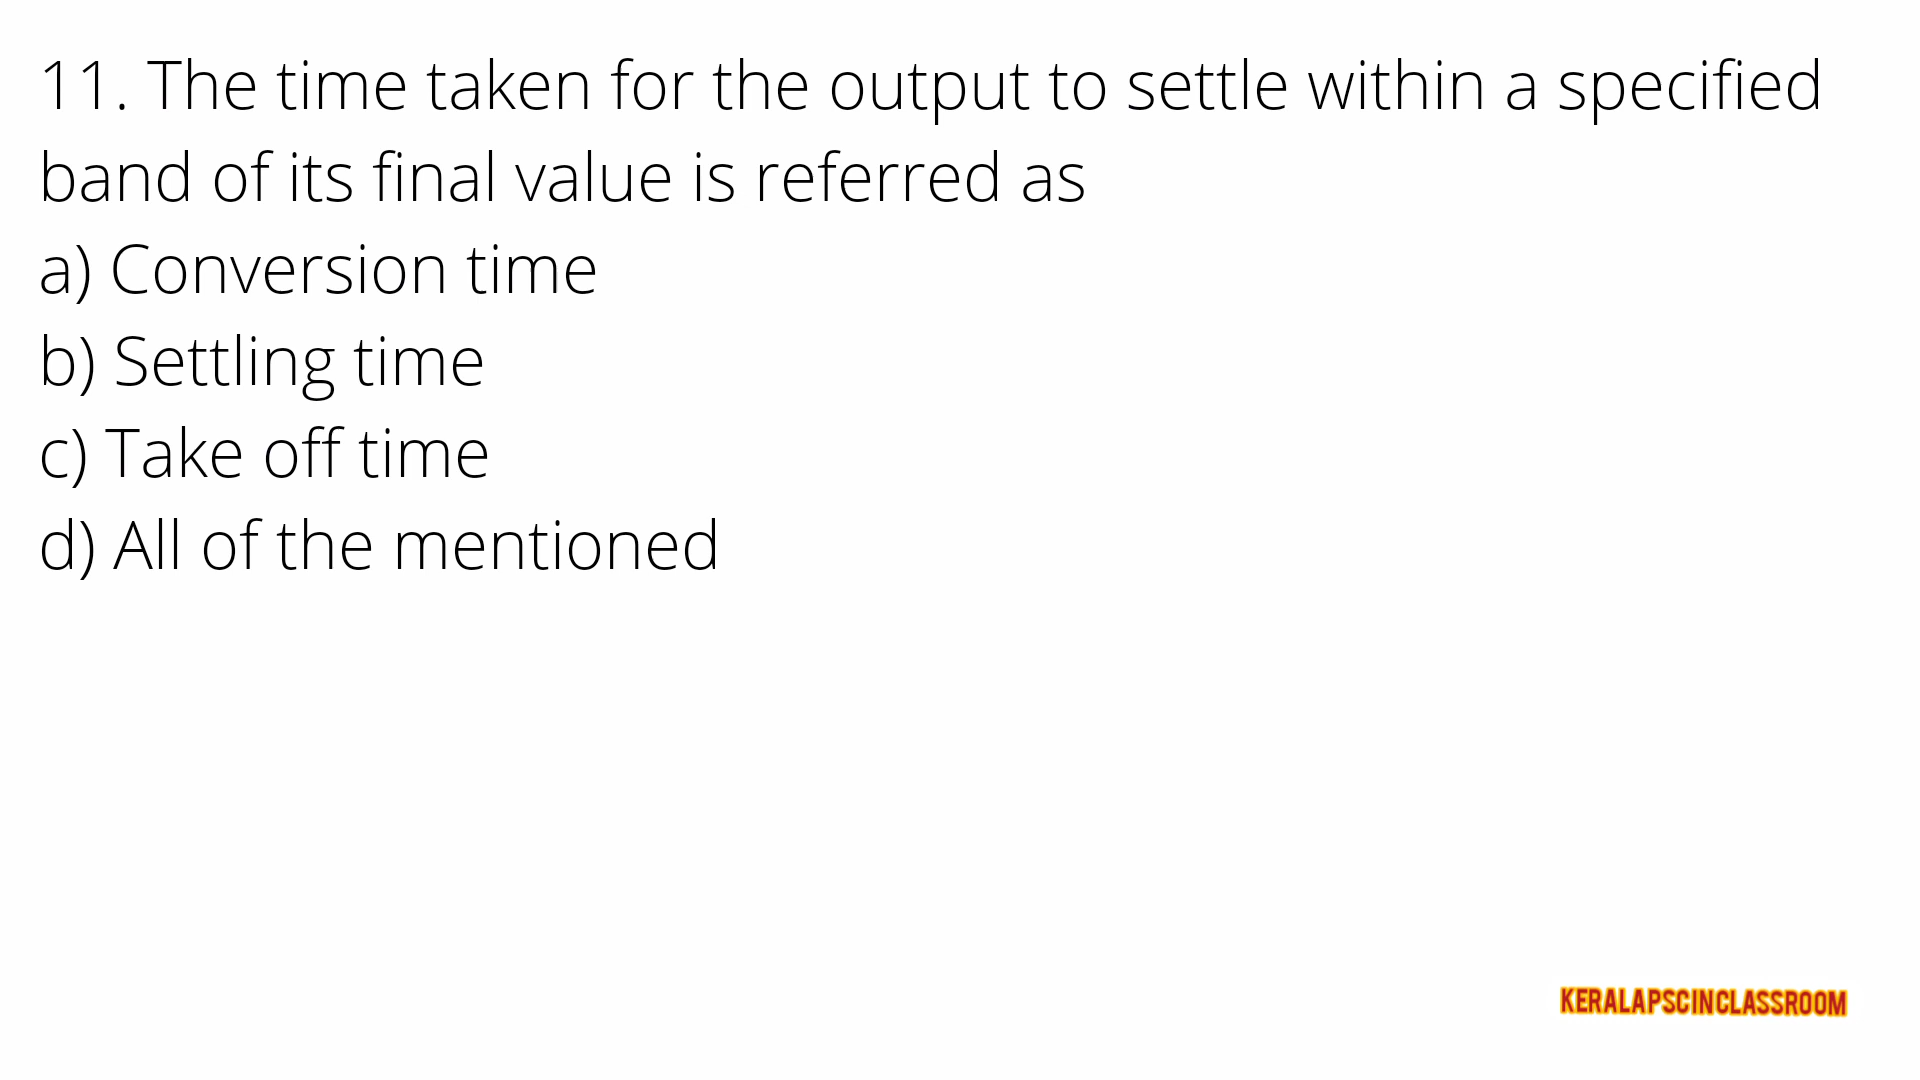 11. The time taken for the output to settle within a specified
band of its final value is referred as
a) Conversion time
b) Settling time
c) Take off time
d) All of the mentioned
KERALAPSCINCLASSROOM